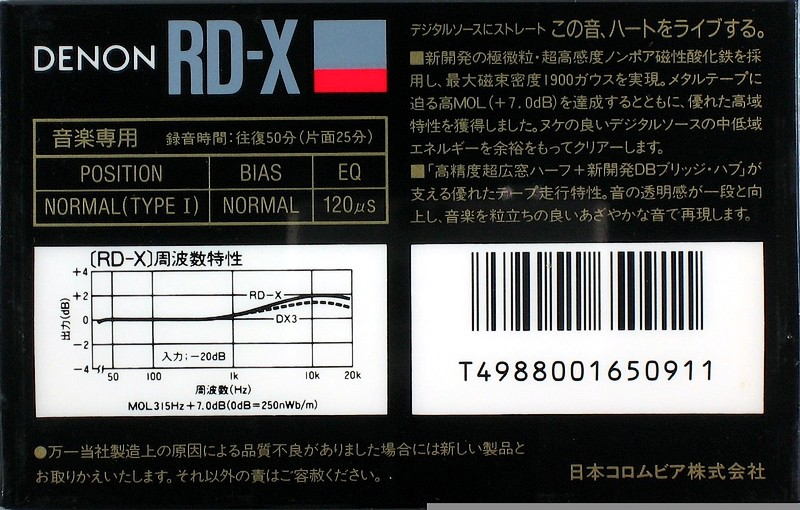 DENON RD-X
音楽専用 録音時間:往復50分(片面25分)
POSITION BIAS EQ
NORMAL(TYPE I) NORMAL 120μs
デジタルソースにストレート この音、ハートをライブする。
■新開発の極微粒・超高感度ノンポア磁性酸化鉄を採
用し、最大磁束密度1900ガウスを実現。メタルテープに
迫る高MOL(+7.0dB)を達成するとともに、優れた高域
特性を獲得しました。ヌケの良いデジタルソースの中低域
エネルギーを余裕をもってクリアーします。
■「高精度超広窓ハーフ+新開発DBブリッジ・ハブ」が
支える優れたテープ走行特性。音の透明感が一段と向
上し、音楽を粒立ちの良いあざやかな音で再現します。
〔RD-X〕周波数特性
出力(dB)
+4
+2
0
-2
-4
RD-X
DX3
入力;-20dB
50 100 1k 10k 20k
周波数(Hz)
MOL315Hz+7.0dB(0dB=250nWb/m)
T4988001650911
●万一当社製造上の原因による品質不良がありました場合には新しい製品と
お取りかえいたします。それ以外の責はご容赦ください。
日本コロムビア株式会社